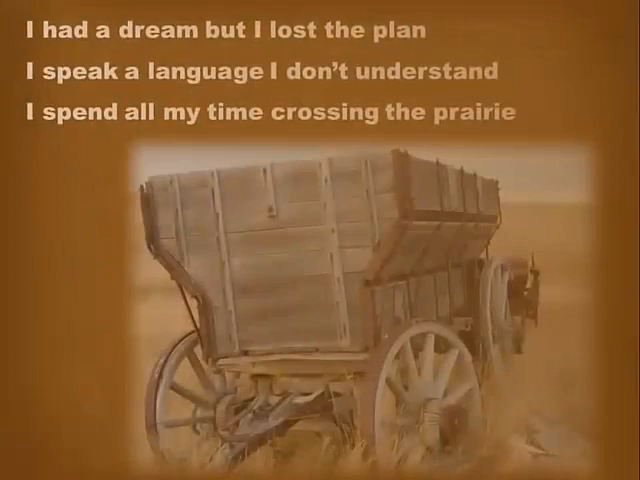 I had a dream but I lost the plan
I speak a language I don't understand
I spend all my time crossing the prairie